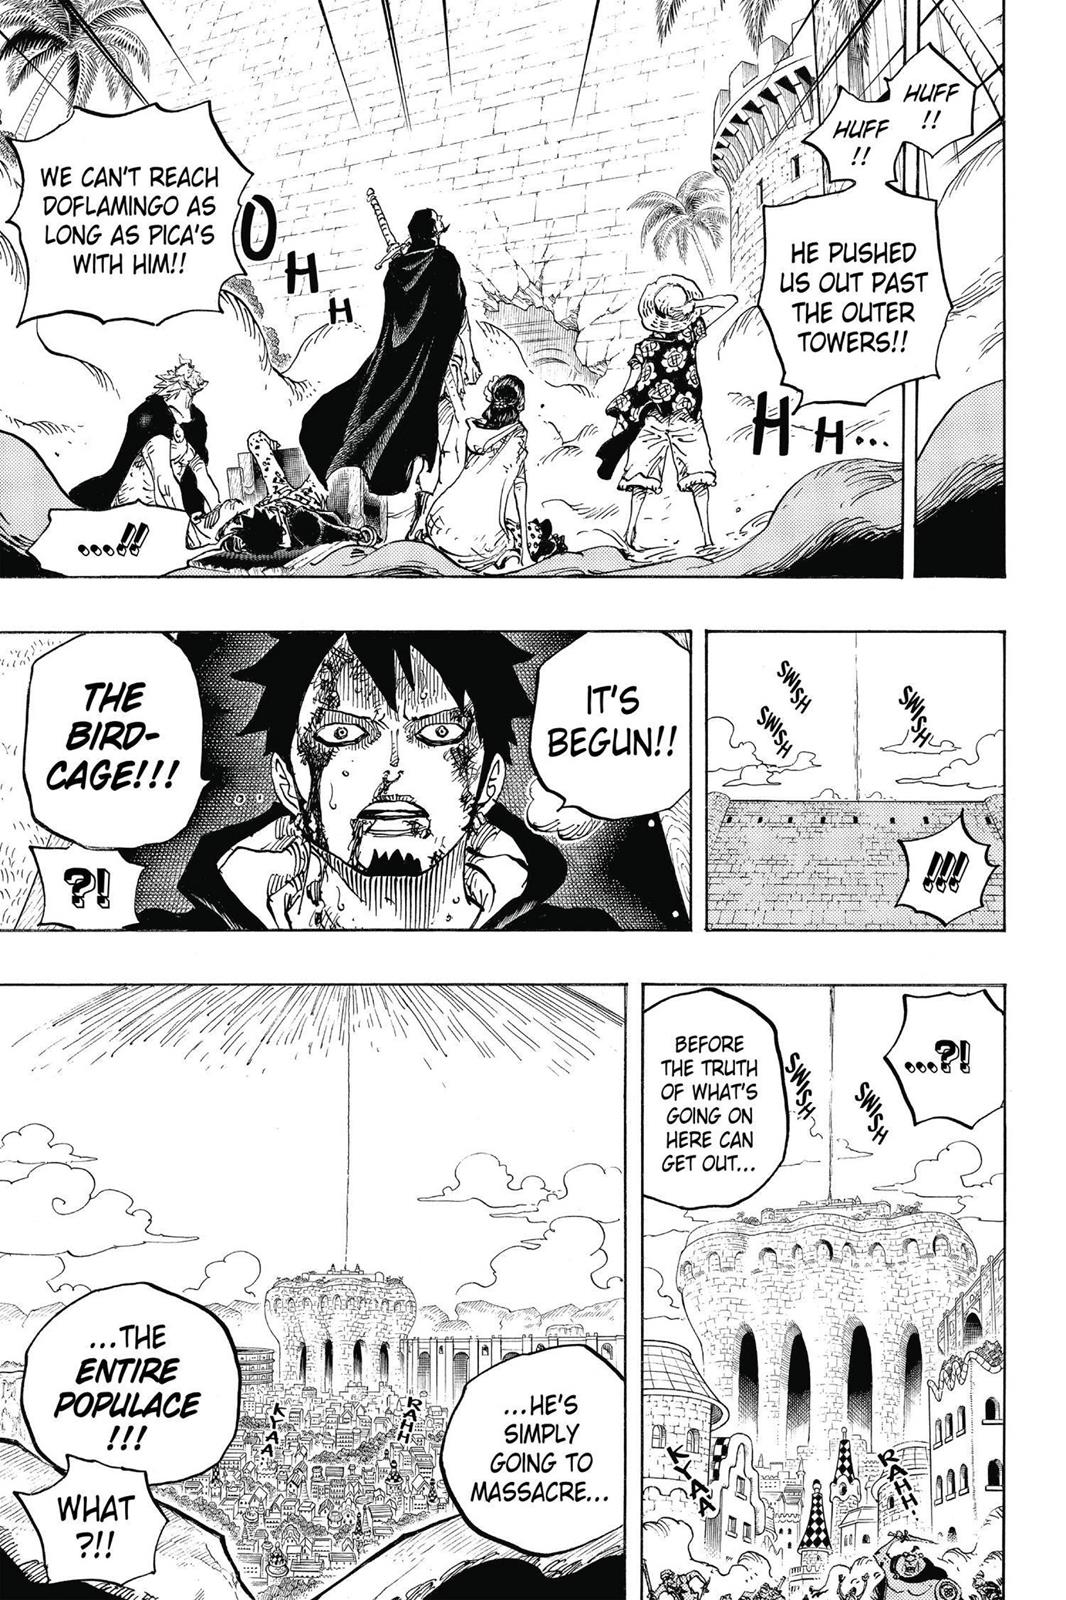 HUFF
!!
HUFF
!!
HE PUSHED
US OUT PAST
THE OUTER
TOWERS!!
H H...
WE CAN'T REACH
DOFLAMINGO AS
LONG AS PICA'S
WITH HIM!!
O H H
...!!
SWISH
SWISH
SWISH
!!!
IT'S
BEGUN!!
THE
BIRD-
CAGE!!!
?!
...?!
BEFORE
THE TRUTH
OF WHAT'S
GOING ON
HERE CAN
GET OUT...
SWISH
SWISH
KYAA
RAHH
...HE'S
SIMPLY
GOING TO
MASSACRE...
RAHH
KYAA
...THE
ENTIRE
POPULACE
!!!
WHAT
?!!